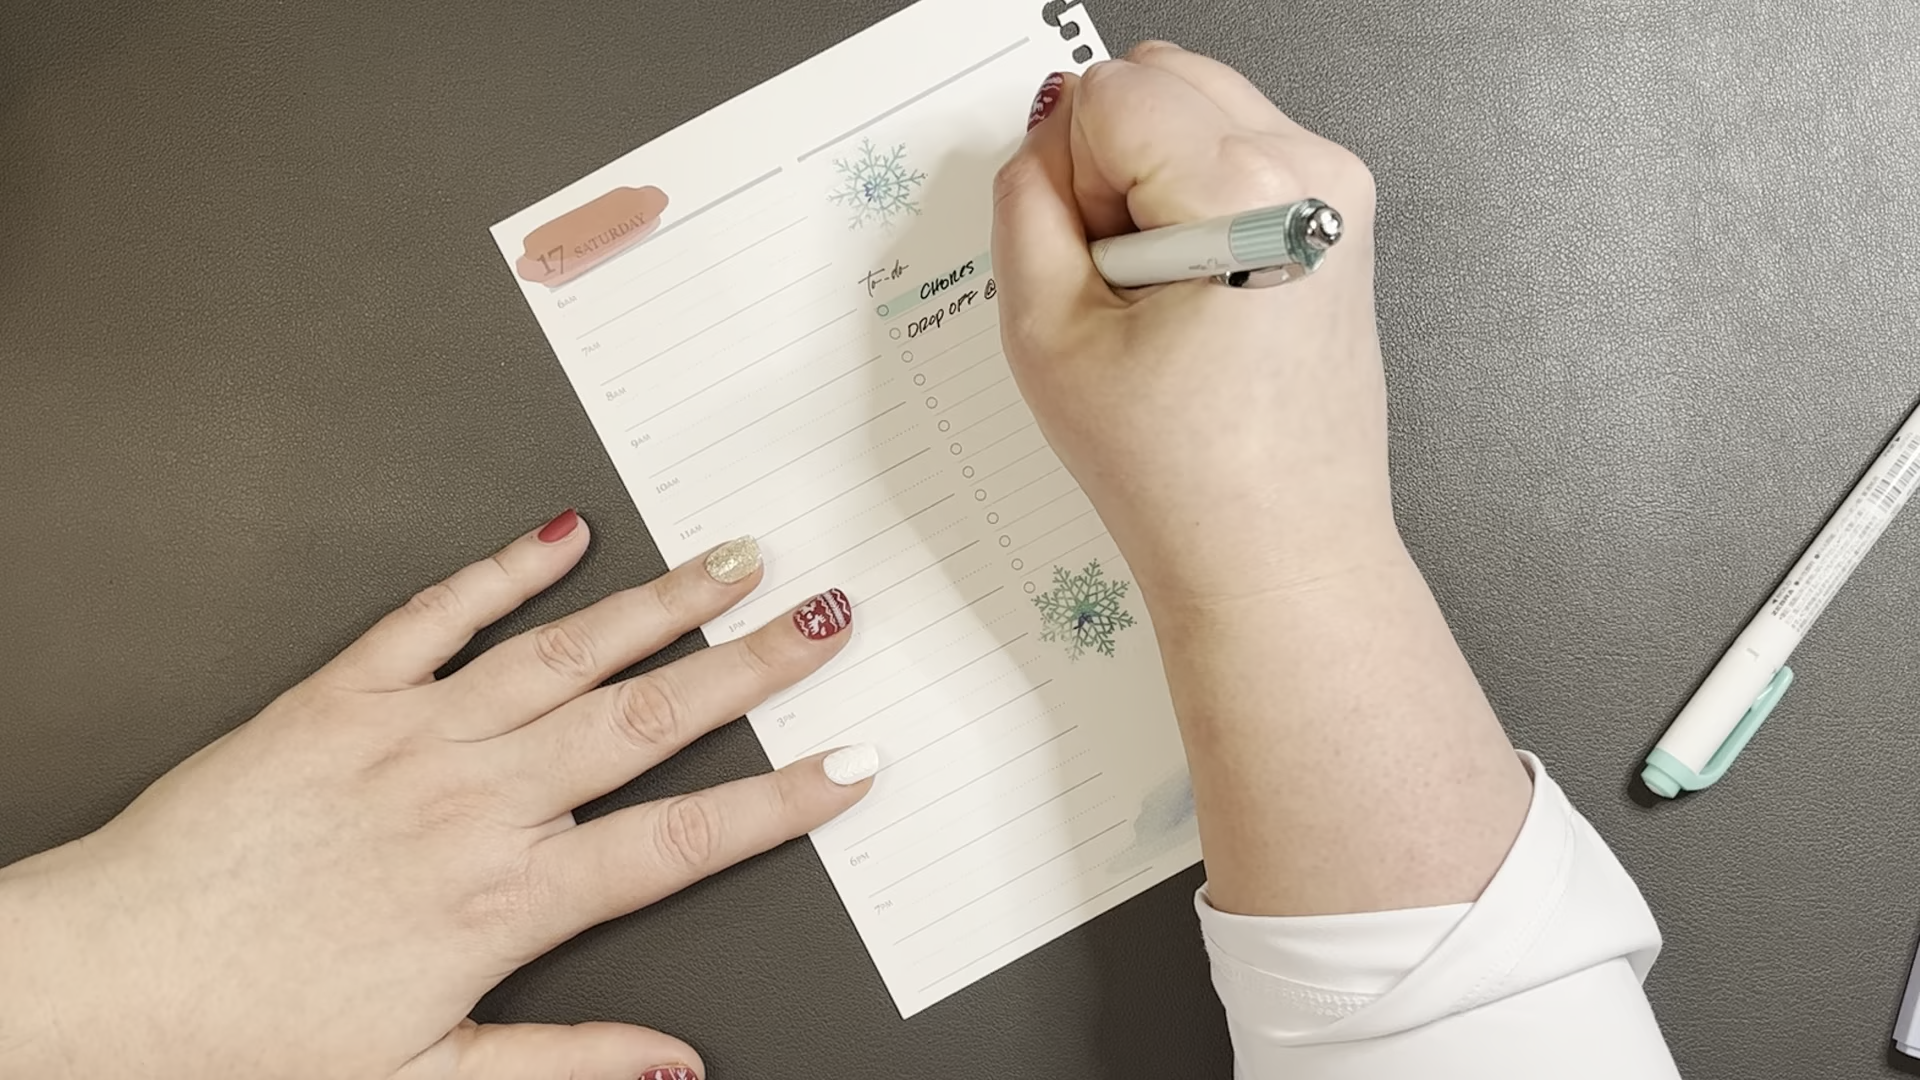 17 SATURDAY
6AM
7AM
8AM
9AM
10AM
11AM
1PM
3PM
6PM
7PM
To-do
CHORES
DROP OFF @